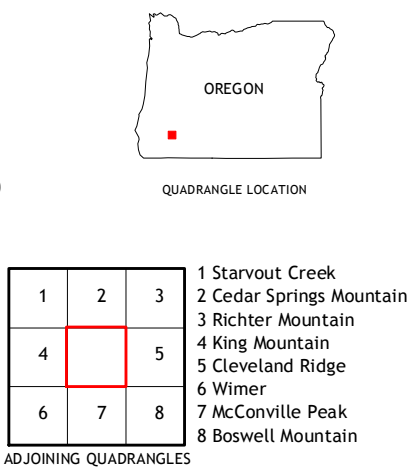 OREGON
QUADRANGLE LOCATION
1 2 3
4 5
6 7 8
1 Starvout Creek
2 Cedar Springs Mountain
3 Richter Mountain
4 King Mountain
5 Cleveland Ridge
6 Wimer
7 McConville Peak
8 Boswell Mountain
ADJOINING QUADRANGLES